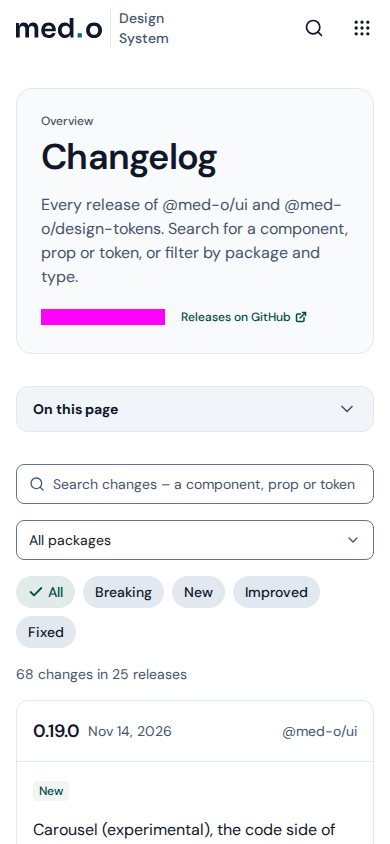 med.o
Design
System
Overview
Changelog
Every release of @med-o/ui and @med-
o/design-tokens. Search for a component,
prop or token, or filter by package and
type.
Releases on GitHub
On this page
Search changes – a component, prop or token
All packages
All
Breaking
New
Improved
Fixed
68 changes in 25 releases
0.19.0 Nov 14, 2026 @med-o/ui
New
Carousel (experimental), the code side of